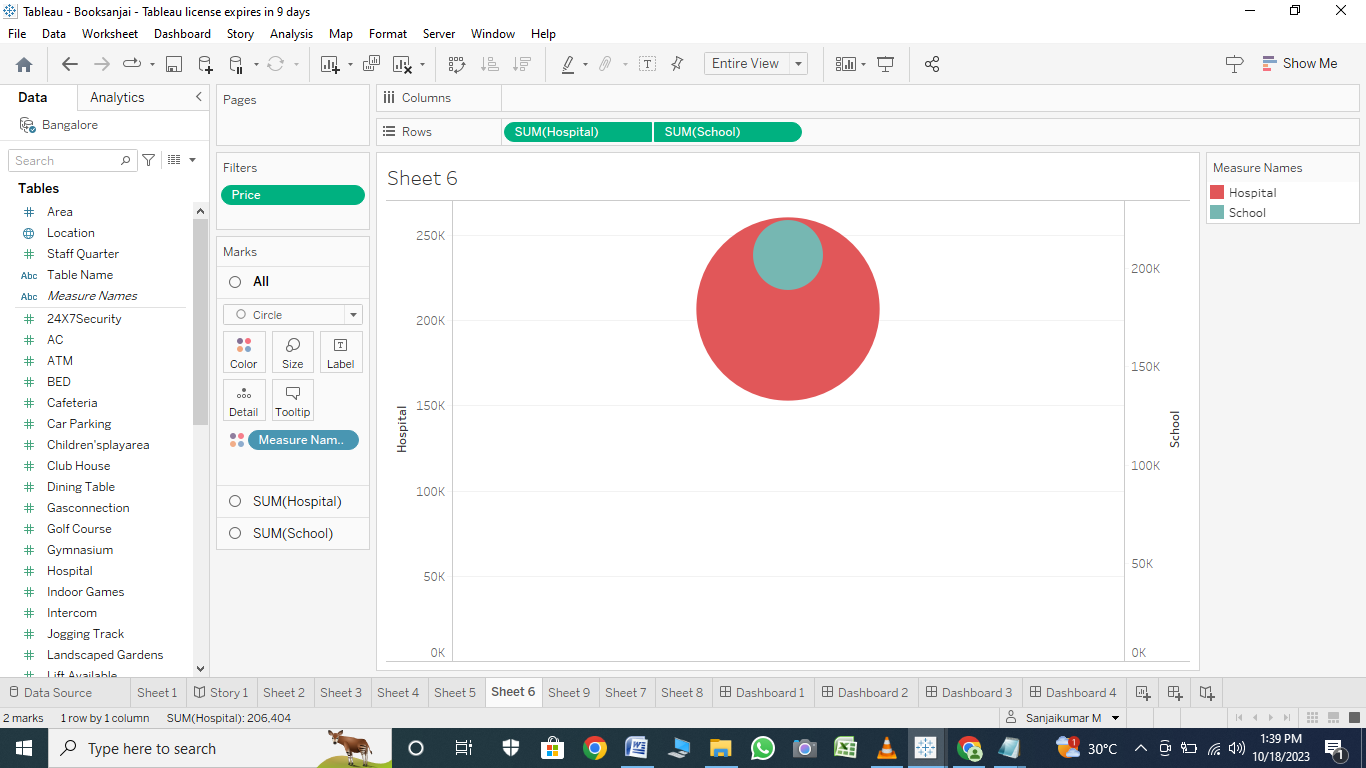 Tableau - Booksanjai - Tableau license expires in 9 days
File Data Worksheet Dashboard Story Analysis Map Format Server Window Help
Entire View
Show Me
Data
Analytics
Bangalore
Search
Tables
Area
Location
Staff Quarter
Abc Table Name
Abc Measure Names
24X7Security
AC
ATM
BED
Cafeteria
Car Parking
Children'splayarea
Club House
Dining Table
Gasconnection
Golf Course
Gymnasium
Hospital
Indoor Games
Intercom
Jogging Track
Landscaped Gardens
Lift Available
Pages
Filters
Price
Marks
All
Circle
Color Size Label
Detail Tooltip
Measure Nam..
SUM(Hospital)
SUM(School)
Columns
Rows
SUM(Hospital) SUM(School)
Sheet 6
250K
200K
150K
100K
50K
0K
Hospital
200K
150K
100K
50K
0K
School
Measure Names
Hospital
School
Data Source Sheet 1 Story 1 Sheet 2 Sheet 3 Sheet 4 Sheet 5 Sheet 6 Sheet 9 Sheet 7 Sheet 8 Dashboard 1 Dashboard 2 Dashboard 3 Dashboard 4
2 marks 1 row by 1 column SUM(Hospital): 206,404
Sanjaikumar M
Type here to search
1
30°C
1:39 PM
10/18/2023
1